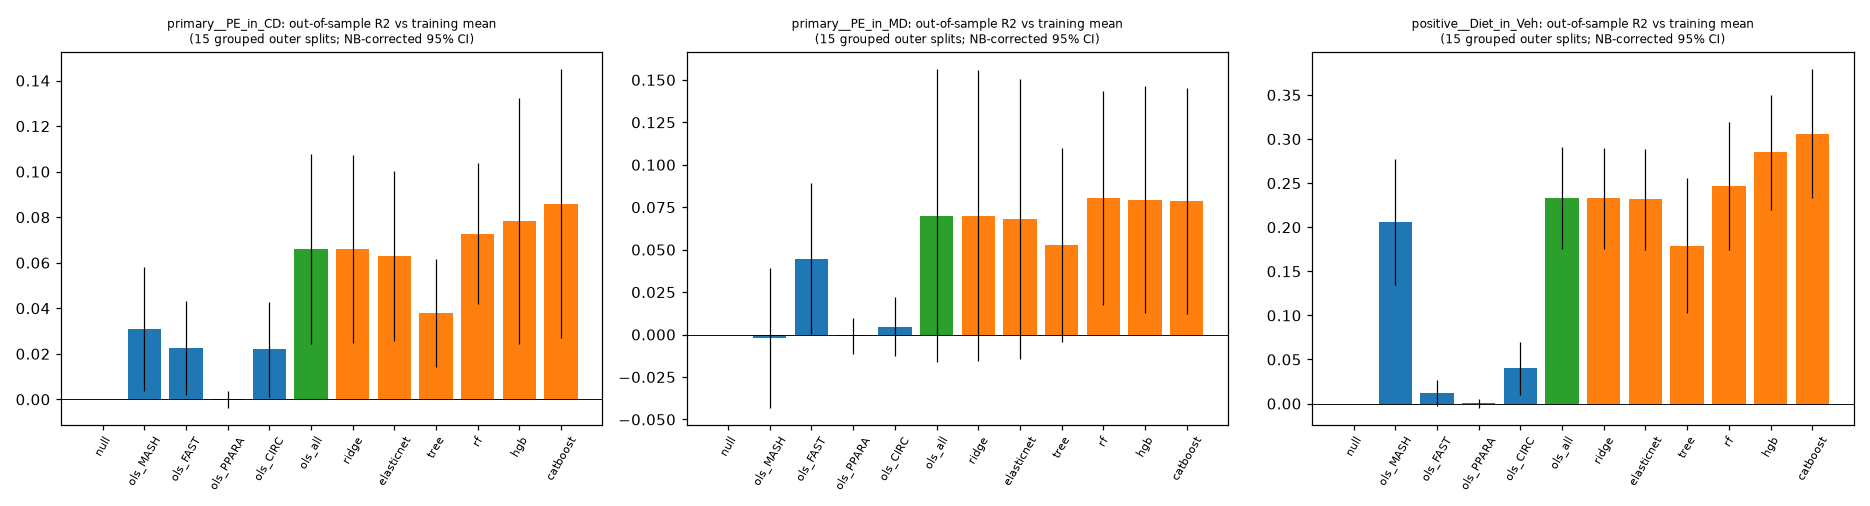 primary__PE_in_CD: out-of-sample R2 vs training mean
(15 grouped outer splits; NB-corrected 95% CI)
0.14
0.12
0.10
0.08
0.06
0.04
0.02
0.00
null
ols_MASH
ols_FAST
ols_PPARA
ols_CIRC
ols_all
ridge
elasticnet
tree
rf
hgb
catboost
primary__PE_in_MD: out-of-sample R2 vs training mean
(15 grouped outer splits; NB-corrected 95% CI)
0.150
0.125
0.100
0.075
0.050
0.025
0.000
−0.025
−0.050
null
ols_MASH
ols_FAST
ols_PPARA
ols_CIRC
ols_all
ridge
elasticnet
tree
rf
hgb
catboost
positive__Diet_in_Veh: out-of-sample R2 vs training mean
(15 grouped outer splits; NB-corrected 95% CI)
0.35
0.30
0.25
0.20
0.15
0.10
0.05
0.00
null
ols_MASH
ols_FAST
ols_PPARA
ols_CIRC
ols_all
ridge
elasticnet
tree
rf
hgb
catboost